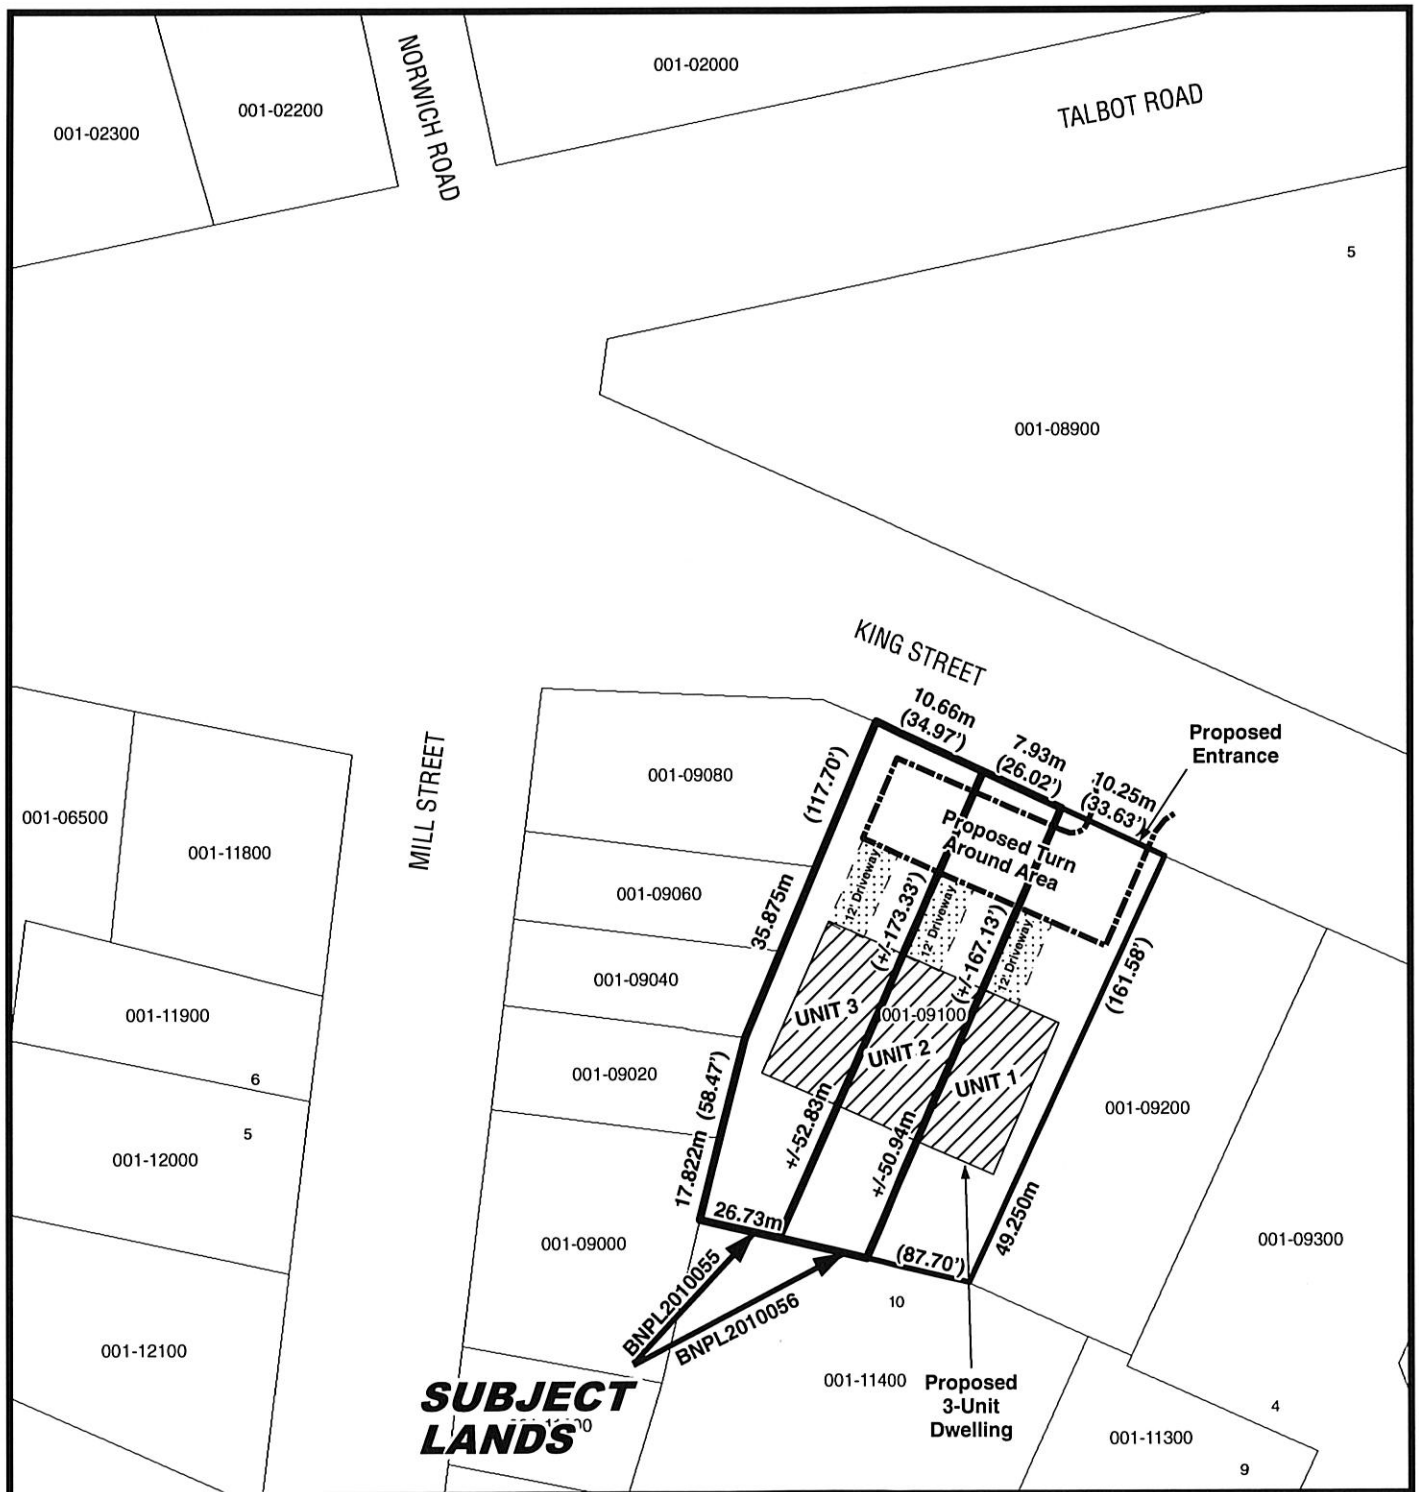 001-02000
NORWICH ROAD
TALBOT ROAD
001-02200
001-02300
5
001-08900
KING STREET
10.66m
(34.97')
7.93m
(26.02')
10.25m
(33.63')
Proposed
Entrance
MILL STREET
001-09080
(117.70')
001-06500
001-11800
Proposed Turn
Around Area
001-09060
12' Driveway
12' Driveway
12' Driveway
35.875m
(+/-173.33')
(+/-167.13')
(161.58')
001-09040
001-11900
UNIT 3
001-09100
UNIT 2
UNIT 1
001-09020
6
5
001-09200
17.822m (58.47')
+/-52.83m
+/-50.94m
49.250m
001-12000
26.73m
(87.70')
001-09000
001-09300
BNPL2010055
BNPL2010056
10
001-12100
001-11400
Proposed
3-Unit
Dwelling
SUBJECT
LANDS
4
001-11300
9